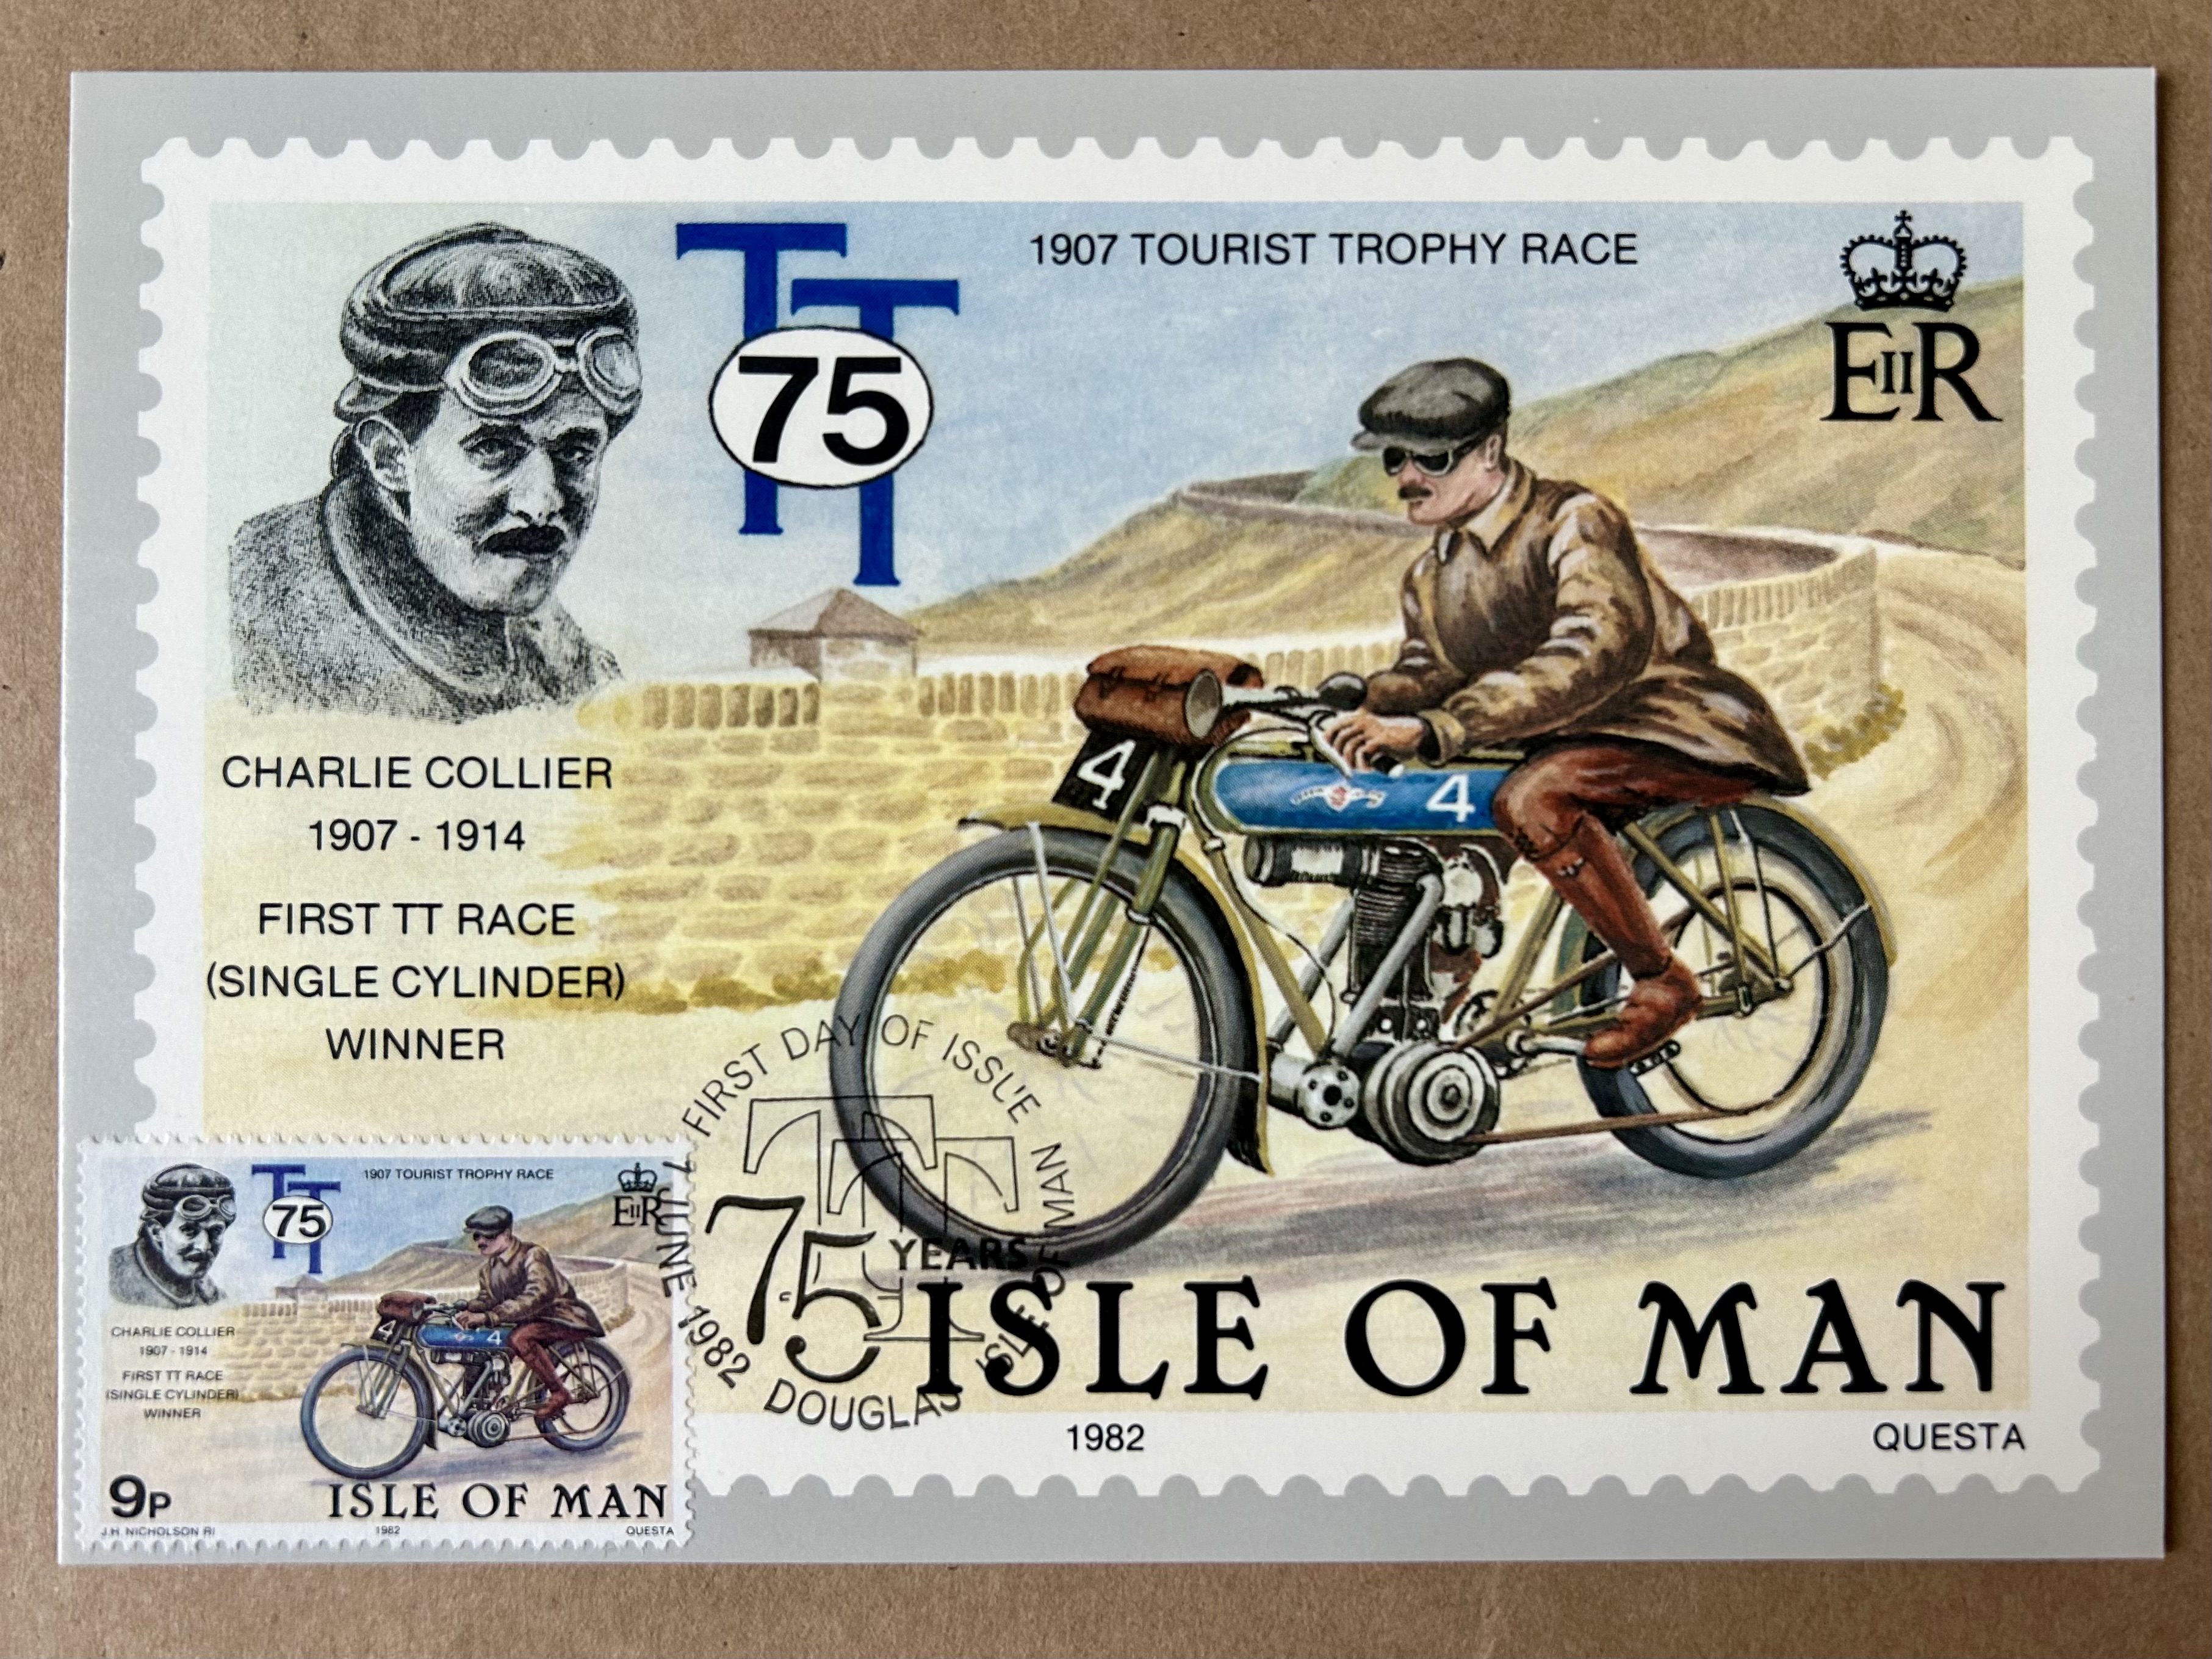 TT
75
1907 TOURIST TROPHY RACE
EIIR
CHARLIE COLLIER
1907 - 1914
FIRST TT RACE
(SINGLE CYLINDER)
WINNER
4
4
ISLE OF MAN
1982
QUESTA
FIRST DAY OF ISSUE
TT
75
YEARS
7 JUNE 1982
DOUGLAS
ISLE OF MAN
TT
75
1907 TOURIST TROPHY RACE
EIIR
CHARLIE COLLIER
1907 - 1914
FIRST TT RACE
(SINGLE CYLINDER)
WINNER
4
4
9P
ISLE OF MAN
J.H. NICHOLSON RI
1982
QUESTA